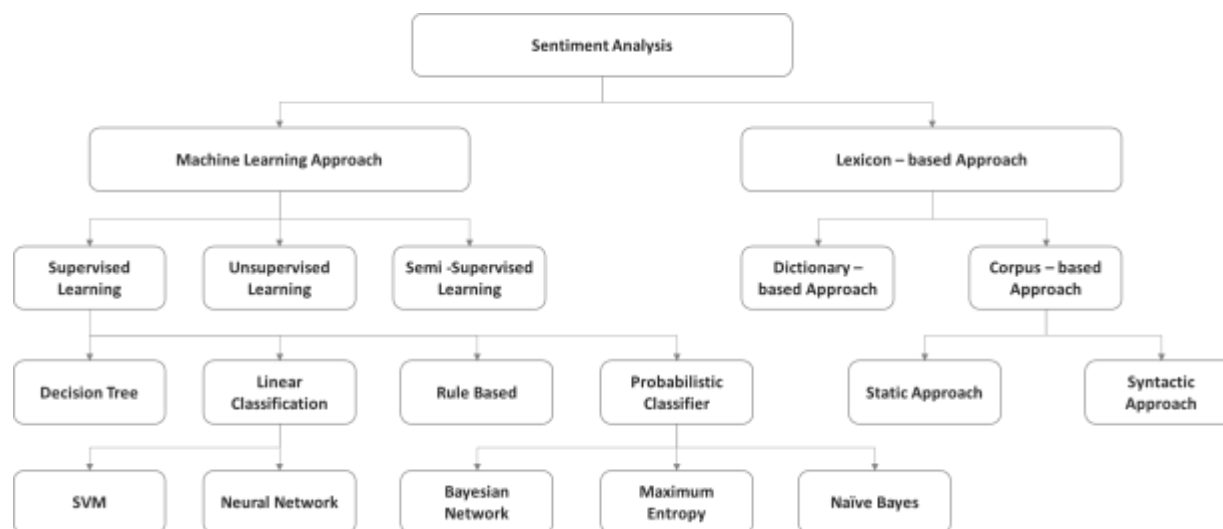 Sentiment Analysis
Machine Learning Approach
Lexicon – based Approach
Supervised
Learning
Unsupervised
Learning
Semi -Supervised
Learning
Dictionary –
based Approach
Corpus – based
Approach
Decision Tree
Linear
Classification
Rule Based
Probabilistic
Classifier
Static Approach
Syntactic
Approach
SVM
Neural Network
Bayesian
Network
Maximum
Entropy
Naïve Bayes